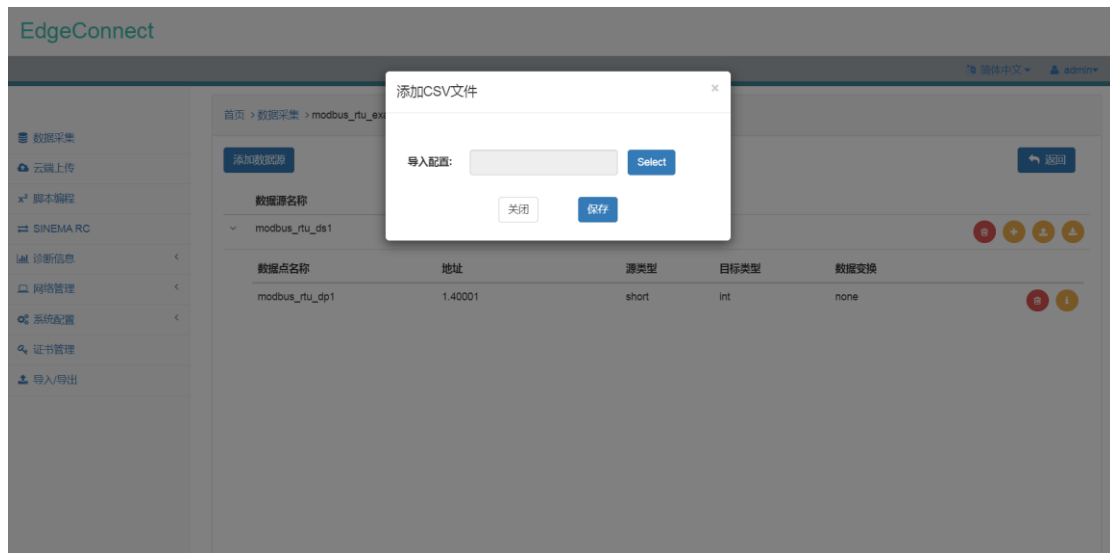 EdgeConnect
简体中文 admin
添加CSV文件 ×
首页 > 数据采集 > modbus_rtu_exa
数据采集
云端上传
x² 脚本编程
SINEMA RC
诊断信息
网络管理
系统配置
证书管理
导入/导出
导入配置: Select
关闭 保存
添加数据源 返回
数据源名称
modbus_rtu_ds1
数据点名称 地址 源类型 目标类型 数据变换
modbus_rtu_dp1 1.40001 short int none